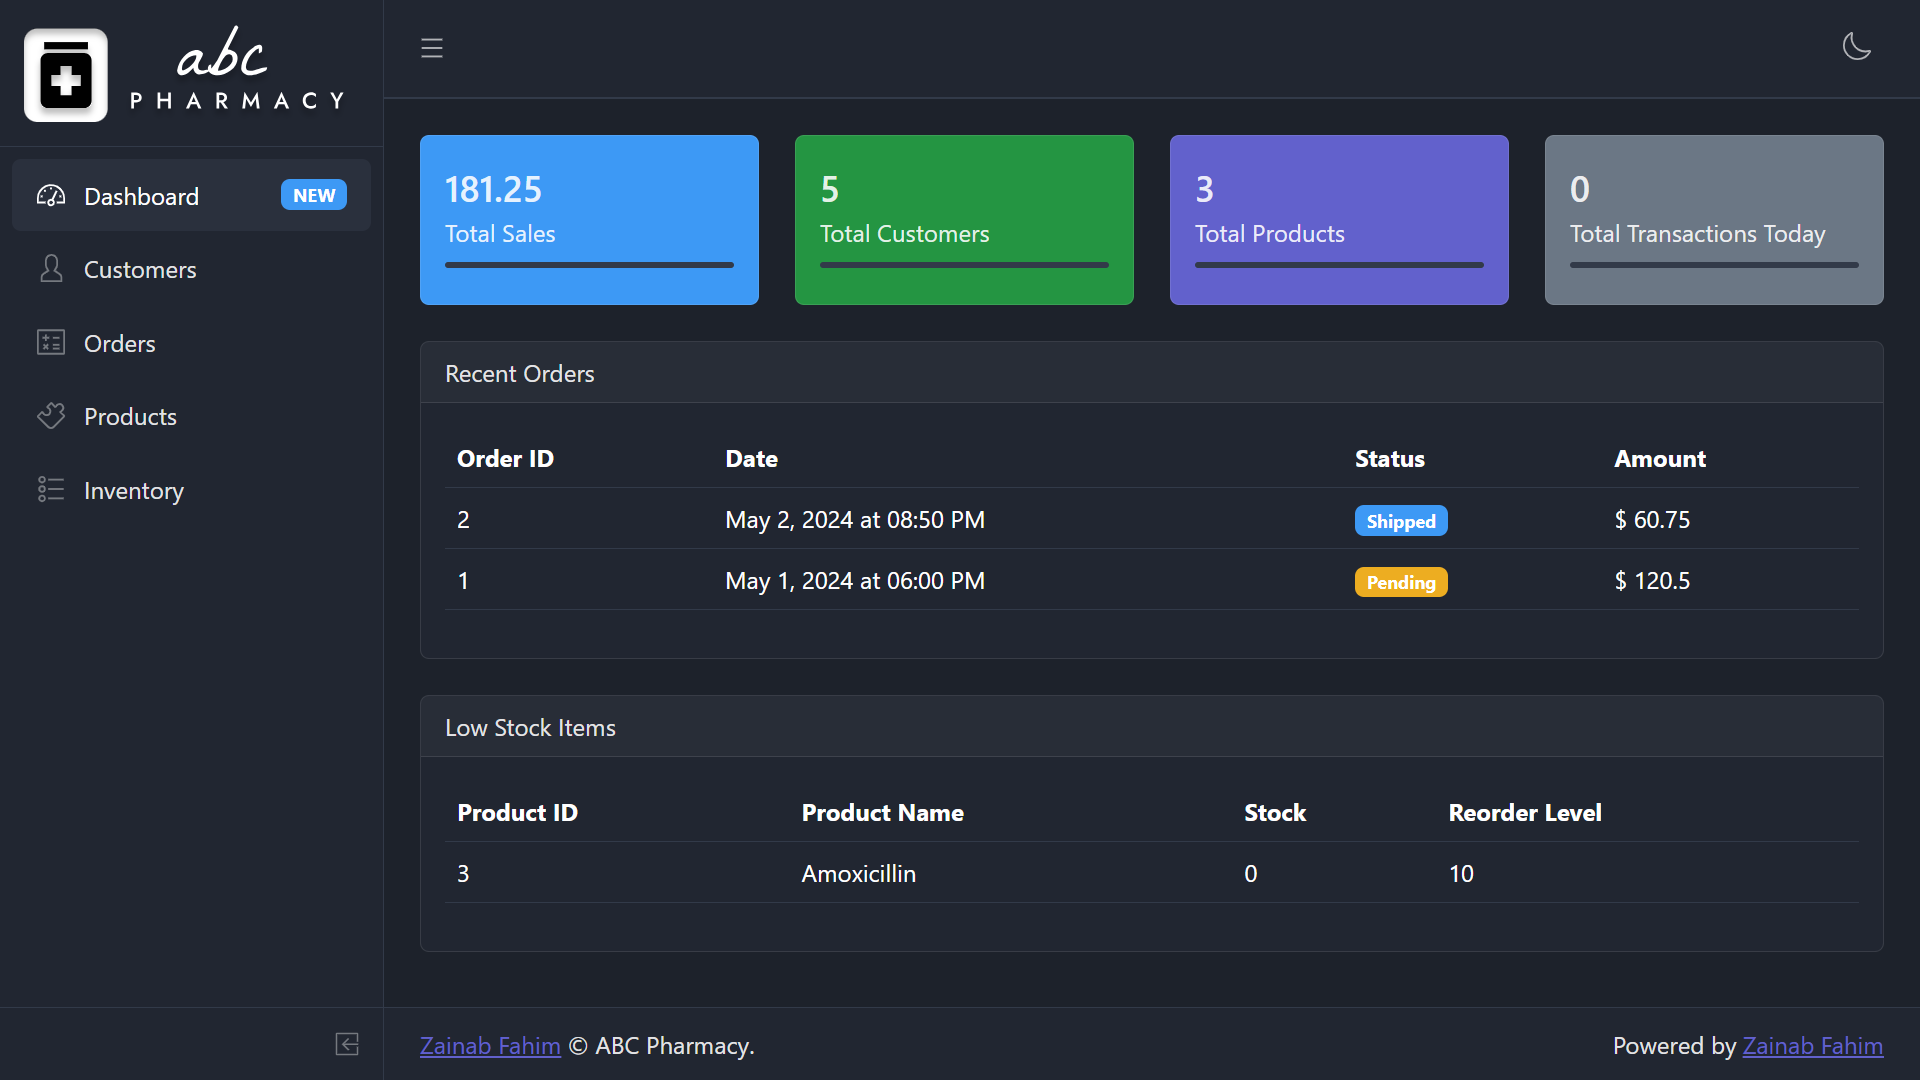 abc
PHARMACY
Dashboard NEW
Customers
Orders
Products
Inventory
181.25
Total Sales
5
Total Customers
3
Total Products
0
Total Transactions Today
Recent Orders
Order ID Date Status Amount
2 May 2, 2024 at 08:50 PM Shipped $ 60.75
1 May 1, 2024 at 06:00 PM Pending $ 120.5
Low Stock Items
Product ID Product Name Stock Reorder Level
3 Amoxicillin 0 10
Zainab Fahim © ABC Pharmacy. Powered by Zainab Fahim